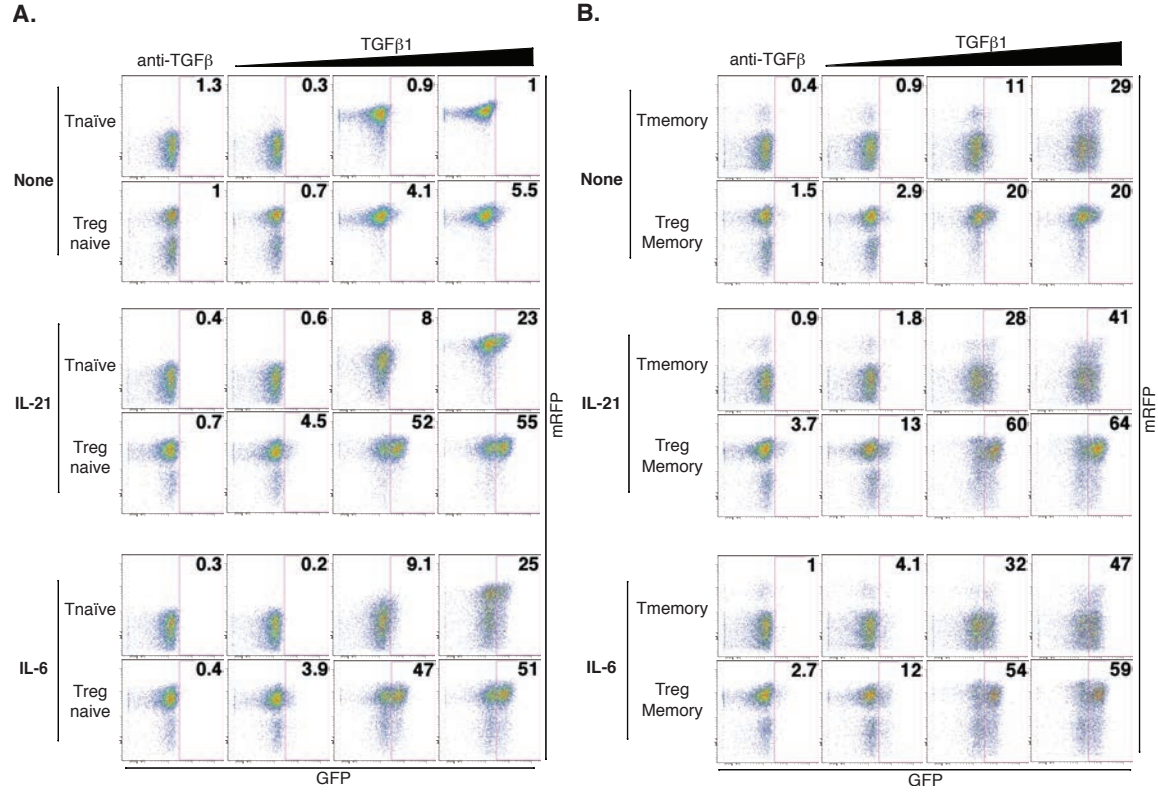 A.
TGFβ1
anti-TGFβ
1.3 0.3 0.9 1
Tnaïve
None
1 0.7 4.1 5.5
Treg
naive
0.4 0.6 8 23
Tnaïve
IL-21
0.7 4.5 52 55
Treg
naive
0.3 0.2 9.1 25
Tnaïve
IL-6
0.4 3.9 47 51
Treg
naive
mRFP
GFP
B.
TGFβ1
anti-TGFβ
0.4 0.9 11 29
Tmemory
None
1.5 2.9 20 20
Treg
Memory
0.9 1.8 28 41
Tmemory
IL-21
3.7 13 60 64
Treg
Memory
1 4.1 32 47
Tmemory
IL-6
2.7 12 54 59
Treg
Memory
mRFP
GFP